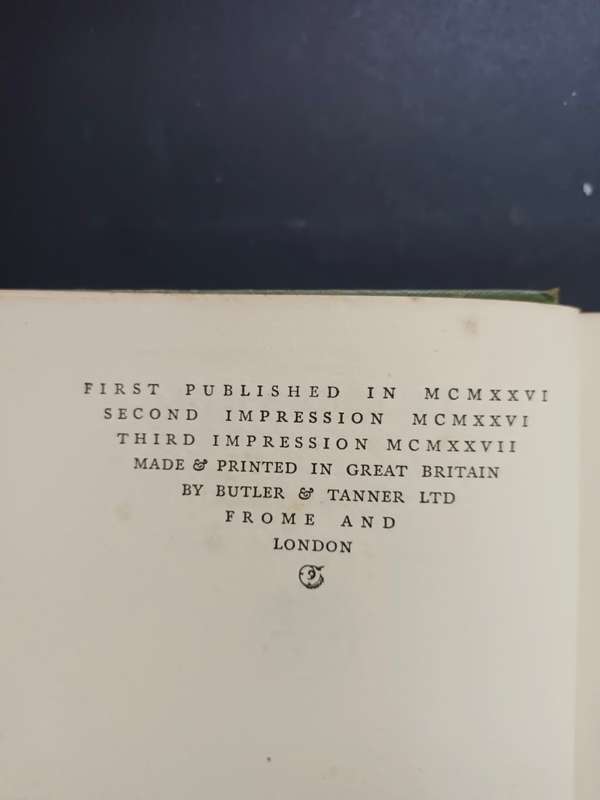 FIRST PUBLISHED IN MCMXXVI
SECOND IMPRESSION MCMXXVI
THIRD IMPRESSION MCMXXVII
MADE & PRINTED IN GREAT BRITAIN
BY BUTLER & TANNER LTD
FROME AND
LONDON